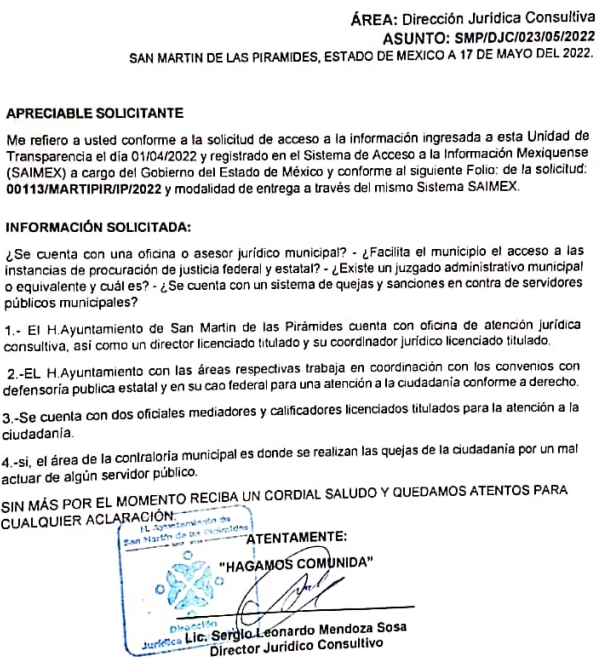 ÁREA: Dirección Jurídica Consultiva
ASUNTO: SMP/DJC/023/05/2022
SAN MARTIN DE LAS PIRAMIDES, ESTADO DE MEXICO A 17 DE MAYO DEL 2022.
APRECIABLE SOLICITANTE
Me refiero a usted conforme a la solicitud de acceso a la información ingresada a esta Unidad de
Transparencia el día 01/04/2022 y registrado en el Sistema de Acceso a la Información Mexiquense
(SAIMEX) a cargo del Gobierno del Estado de México y conforme al siguiente Folio: de la solicitud:
00113/MARTIPIR/IP/2022 y modalidad de entrega a través del mismo Sistema SAIMEX.
INFORMACIÓN SOLICITADA:
¿Se cuenta con una oficina o asesor jurídico municipal? - ¿Facilita el municipio el acceso a las
instancias de procuración de justicia federal y estatal? - ¿Existe un juzgado administrativo municipal
o equivalente y cuál es? - ¿Se cuenta con un sistema de quejas y sanciones en contra de servidores
públicos municipales?
1.- El H.Ayuntamiento de San Martin de las Pirámides cuenta con oficina de atención jurídica
consultiva, así como un director licenciado titulado y su coordinador jurídico licenciado titulado.
2.-EL H.Ayuntamiento con las áreas respectivas trabaja en coordinación con los convenios con
defensoría publica estatal y en su cao federal para una atención a la ciudadanía conforme a derecho.
3.-Se cuenta con dos oficiales mediadores y calificadores licenciados titulados para la atención a la
ciudadanía.
4.-si, el área de la contraloría municipal es donde se realizan las quejas de la ciudadanía por un mal
actuar de algún servidor público.
SIN MÁS POR EL MOMENTO RECIBA UN CORDIAL SALUDO Y QUEDAMOS ATENTOS PARA
CUALQUIER ACLARACIÓN.
H. Ayuntamiento de
San Martín de las Pirámides
ATENTAMENTE:
"HAGAMOS COMUNIDA"
Dirección
Jurídica
Lic. Sergio Leonardo Mendoza Sosa
Director Jurídico Consultivo